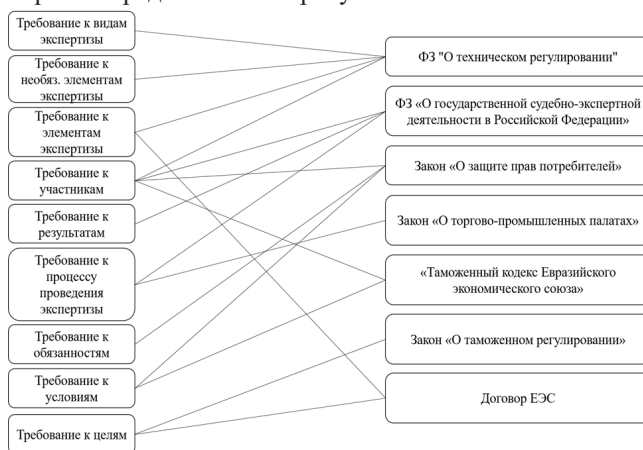 Требование к видам
экспертизы
Требование к
необяз. элементам
экспертизы
Требование к
элементам
экспертизы
Требование к
участникам
Требование к
результатам
Требование к
процессу
проведения
экспертизы
Требование к
обязанностям
Требование к
условиям
Требование к целям
ФЗ "О техническом регулировании"
ФЗ «О государственной судебно-экспертной
деятельности в Российской Федерации»
Закон «О защите прав потребителей»
Закон «О торгово-промышленных палатах»
«Таможенный кодекс Евразийского
экономического союза»
Закон «О таможенном регулировании»
Договор ЕЭС